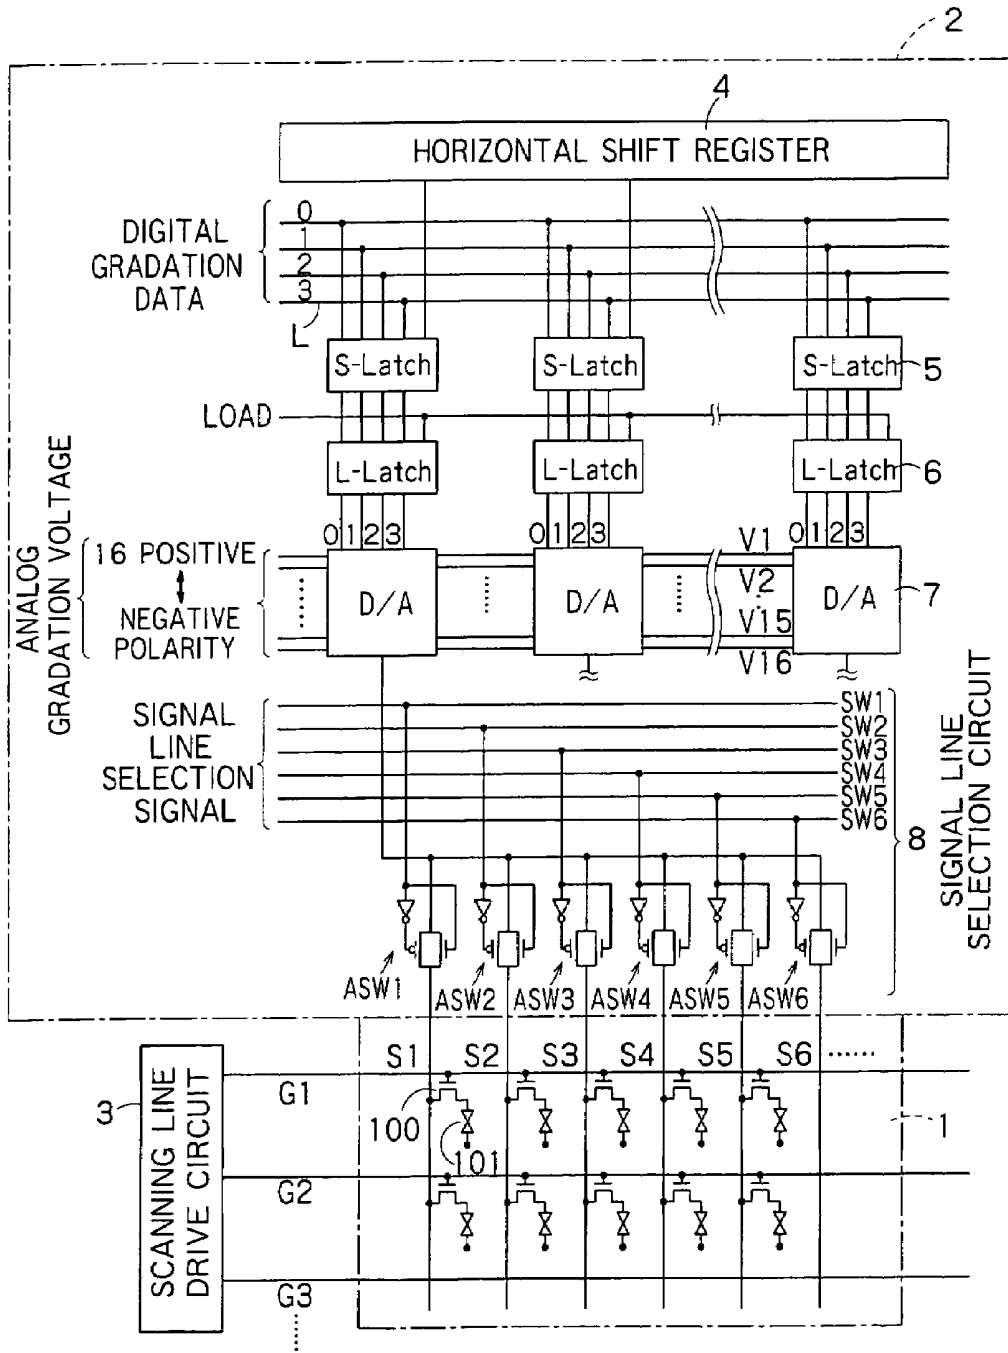 2
4
HORIZONTAL SHIFT REGISTER
DIGITAL
GRADATION
DATA
0
1
2
3
L
S-Latch
S-Latch
S-Latch
5
LOAD
L-Latch
L-Latch
L-Latch
6
ANALOG
GRADATION VOLTAGE
16 POSITIVE
NEGATIVE
POLARITY
0 1 2 3
0 1 2 3
0 1 2 3
D/A
D/A
D/A
7
V1
V2
V15
V16
SIGNAL
LINE
SELECTION
SIGNAL
SW1
SW2
SW3
SW4
SW5
SW6
8
SIGNAL LINE
SELECTION CIRCUIT
ASW1
ASW2
ASW3
ASW4
ASW5
ASW6
S1
S2
S3
S4
S5
S6
3
SCANNING LINE
DRIVE CIRCUIT
G1
100
101
1
G2
G3